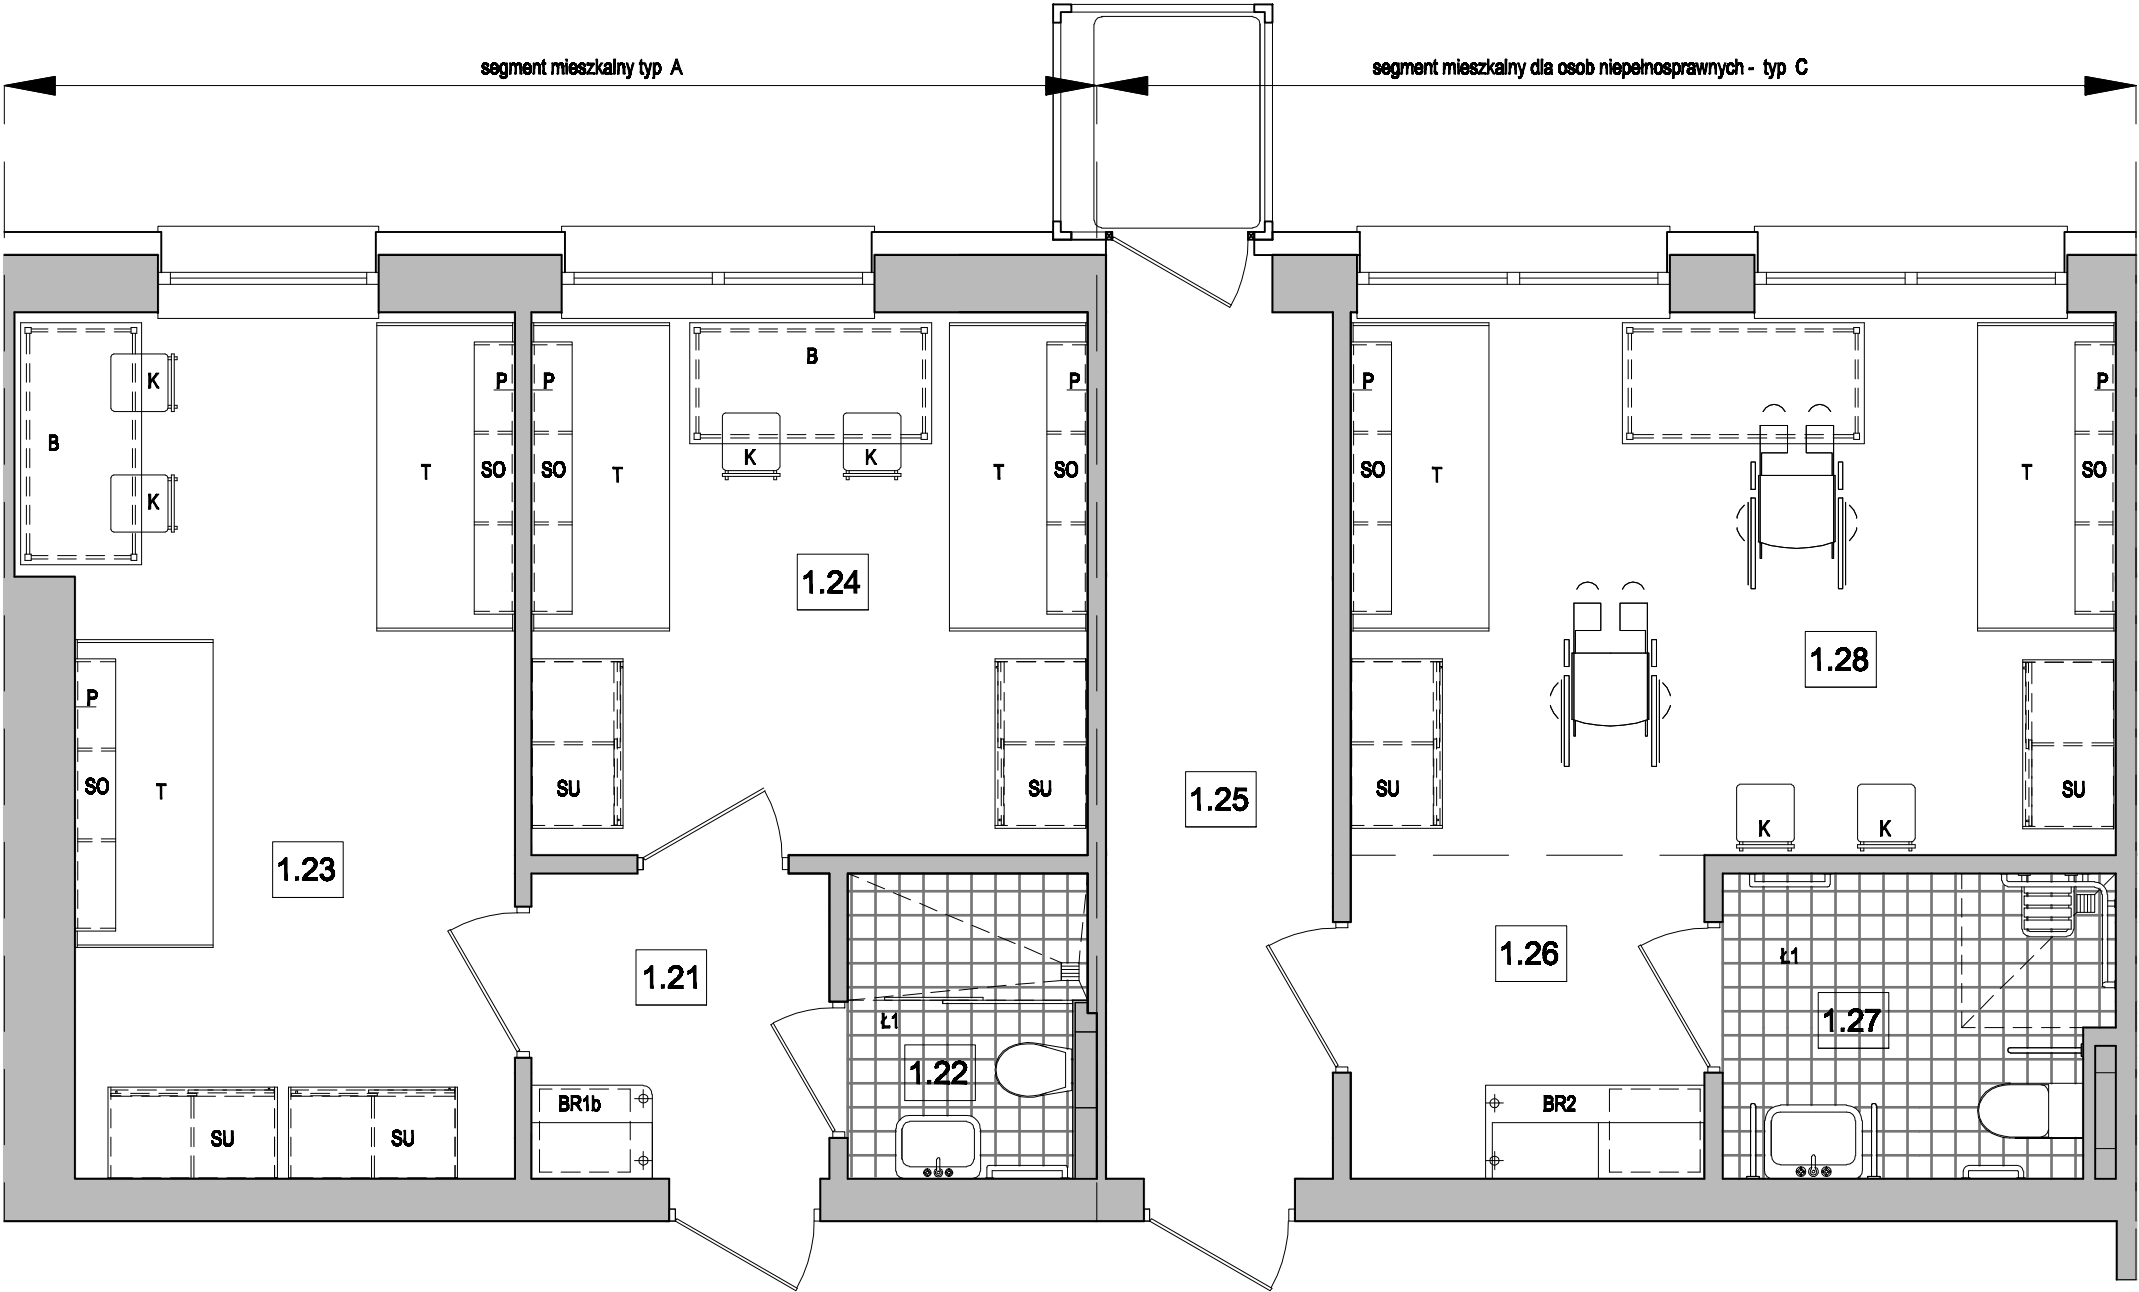 segment mieszkalny typ A
segment mieszkalny dla osob niepełnosprawnych - typ C
B
K
K
T
P
SO
P
SO
T
B
K
K
T
P
SO
1.24
P
SO
T
T
P
SO
1.28
P
SO
T
1.23
SU
SU
1.25
SU
K
K
SU
1.21
Ł1
1.22
1.26
Ł1
1.27
SU
SU
BR1b
BR2